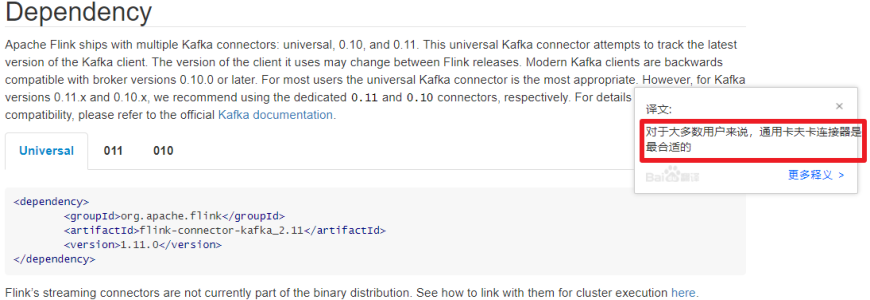 Dependency
Apache Flink ships with multiple Kafka connectors: universal, 0.10, and 0.11. This universal Kafka connector attempts to track the latest
version of the Kafka client. The version of the client it uses may change between Flink releases. Modern Kafka clients are backwards
compatible with broker versions 0.10.0 or later. For most users the universal Kafka connector is the most appropriate. However, for Kafka
versions 0.11.x and 0.10.x, we recommend using the dedicated 0.11 and 0.10 connectors, respectively. For details
compatibility, please refer to the official Kafka documentation.
译文:
×
对于大多数用户来说，通用卡夫卡连接器是
最合适的
Bai 翻译
更多释义 >
Universal 011 010
<dependency>
<groupId>org.apache.flink</groupId>
<artifactId>flink-connector-kafka_2.11</artifactId>
<version>1.11.0</version>
</dependency>
Flink's streaming connectors are not currently part of the binary distribution. See how to link with them for cluster execution here.